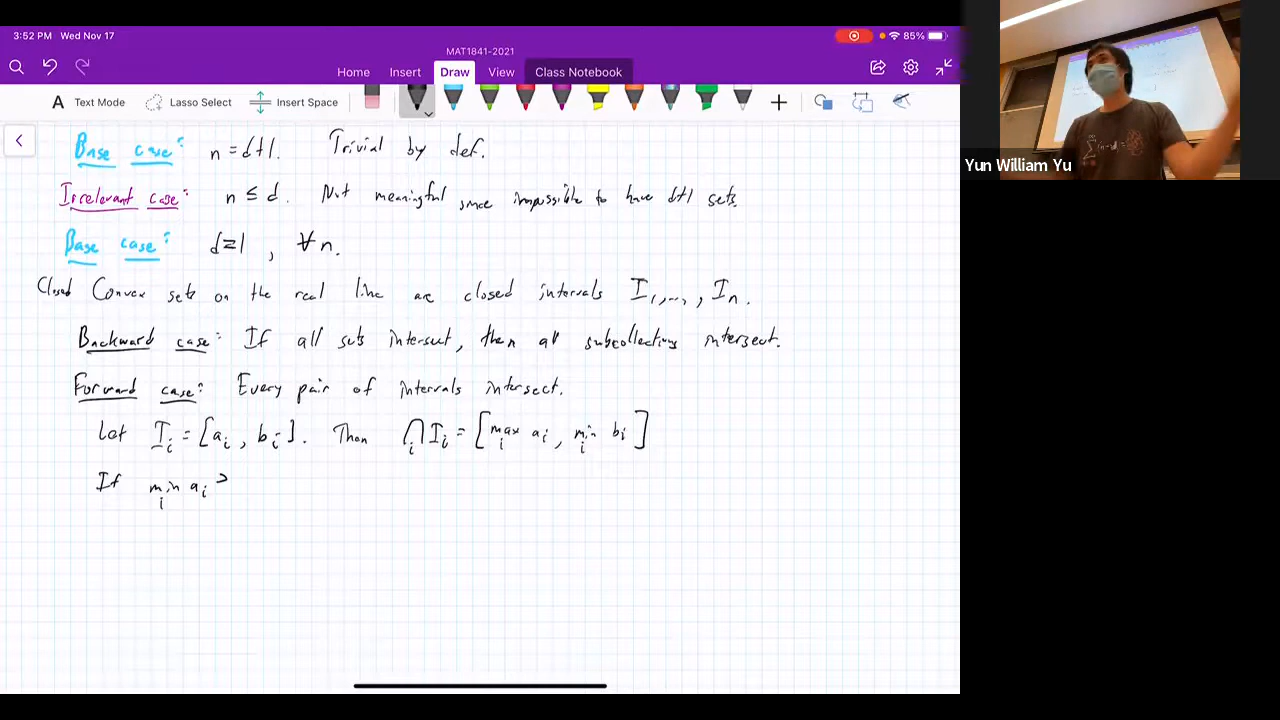 3:52 PM Wed Nov 17
85%
MAT1841-2021
Home Insert Draw View Class Notebook
A Text Mode Lasso Select Insert Space
Base case: n = d+1. Trivial by def.
Irrelevant case: n ≤ d. Not meaningful since impossible to have d+1 sets.
Base case: d=1, ∀n.
Closed Convex sets on the real line are closed intervals I₁,...,Iₙ.
Backward case: If all sets intersect, then all subcollections intersect.
Forward case: Every pair of intervals intersect.
Let Iᵢ = [aᵢ, bᵢ]. Then ⋂ᵢ Iᵢ = [maxᵢ aᵢ, minᵢ bᵢ]
If minᵢ aᵢ >
Yun William Yu